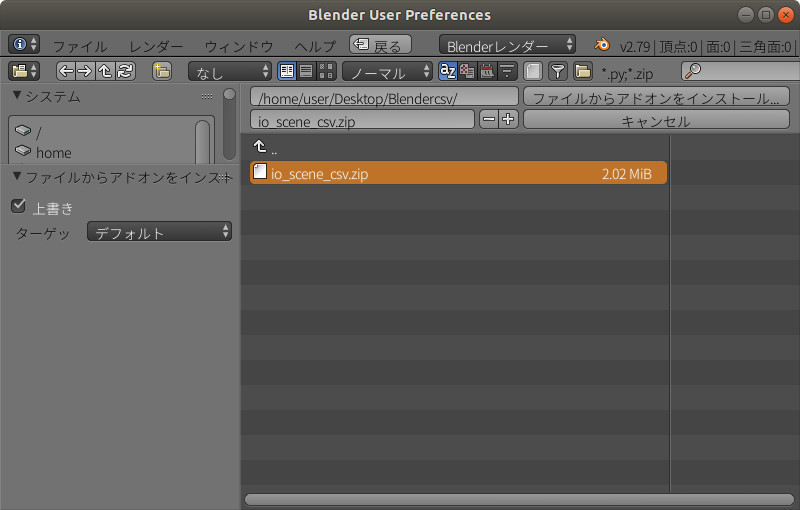 Blender User Preferences
ファイル レンダー ウィンドウ ヘルプ 戻る Blenderレンダー v2.79 | 頂点:0 | 面:0 | 三角面:0 |
なし ノーマル *.py;*.zip
システム
/home/user/Desktop/Blendercsv/ ファイルからアドオンをインストール...
io_scene_csv.zip キャンセル
/
home
..
io_scene_csv.zip 2.02 MiB
ファイルからアドオンをインスト
上書き
ターゲッ デフォルト